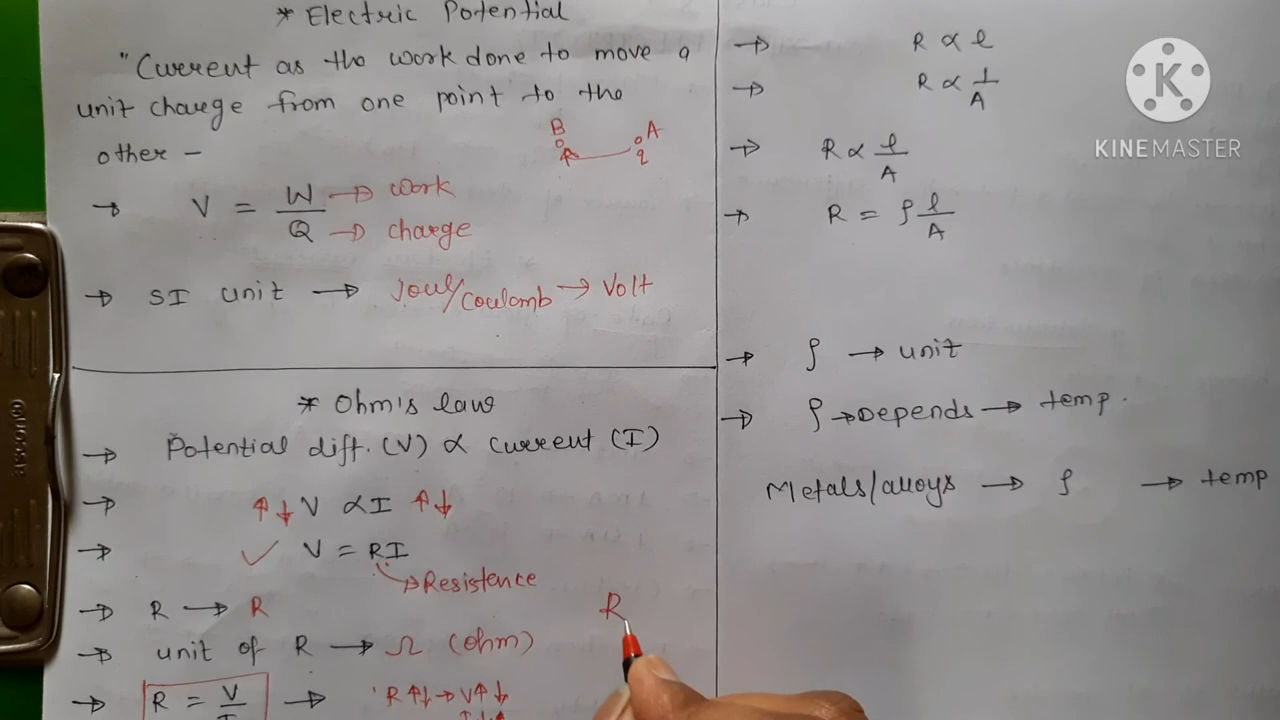 * Electric Potential
"Current as the work done to move a
unit charge from one point to the
other –
B
A
q
→ V = W/Q → work
→ charge
→ SI unit → Joul/Coulomb → Volt
* Ohm's law
→ Potential diff. (V) ∝ Current (I)
→ ↑↓ V ∝ I ↑↓
→ ✓ V = RI
→ Resistence
→ R → R
→ unit of R → Ω (ohm)
R
→ R = V/I → R↑↓ → V↑↓
I↓↑
→ R ∝ l
→ R ∝ 1/A
→ R ∝ l/A
→ R = ρ l/A
→ ρ → unit
→ ρ → Depends → temp.
Metals/alloys → ρ → temp
K
KINEMASTER